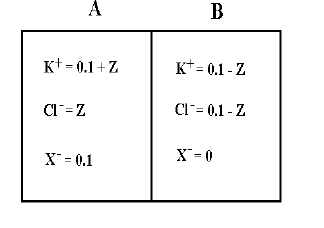 A B
K+ = 0.1 + Z K+ = 0.1 - Z
Cl- = Z Cl- = 0.1 - Z
X- = 0.1 X- = 0